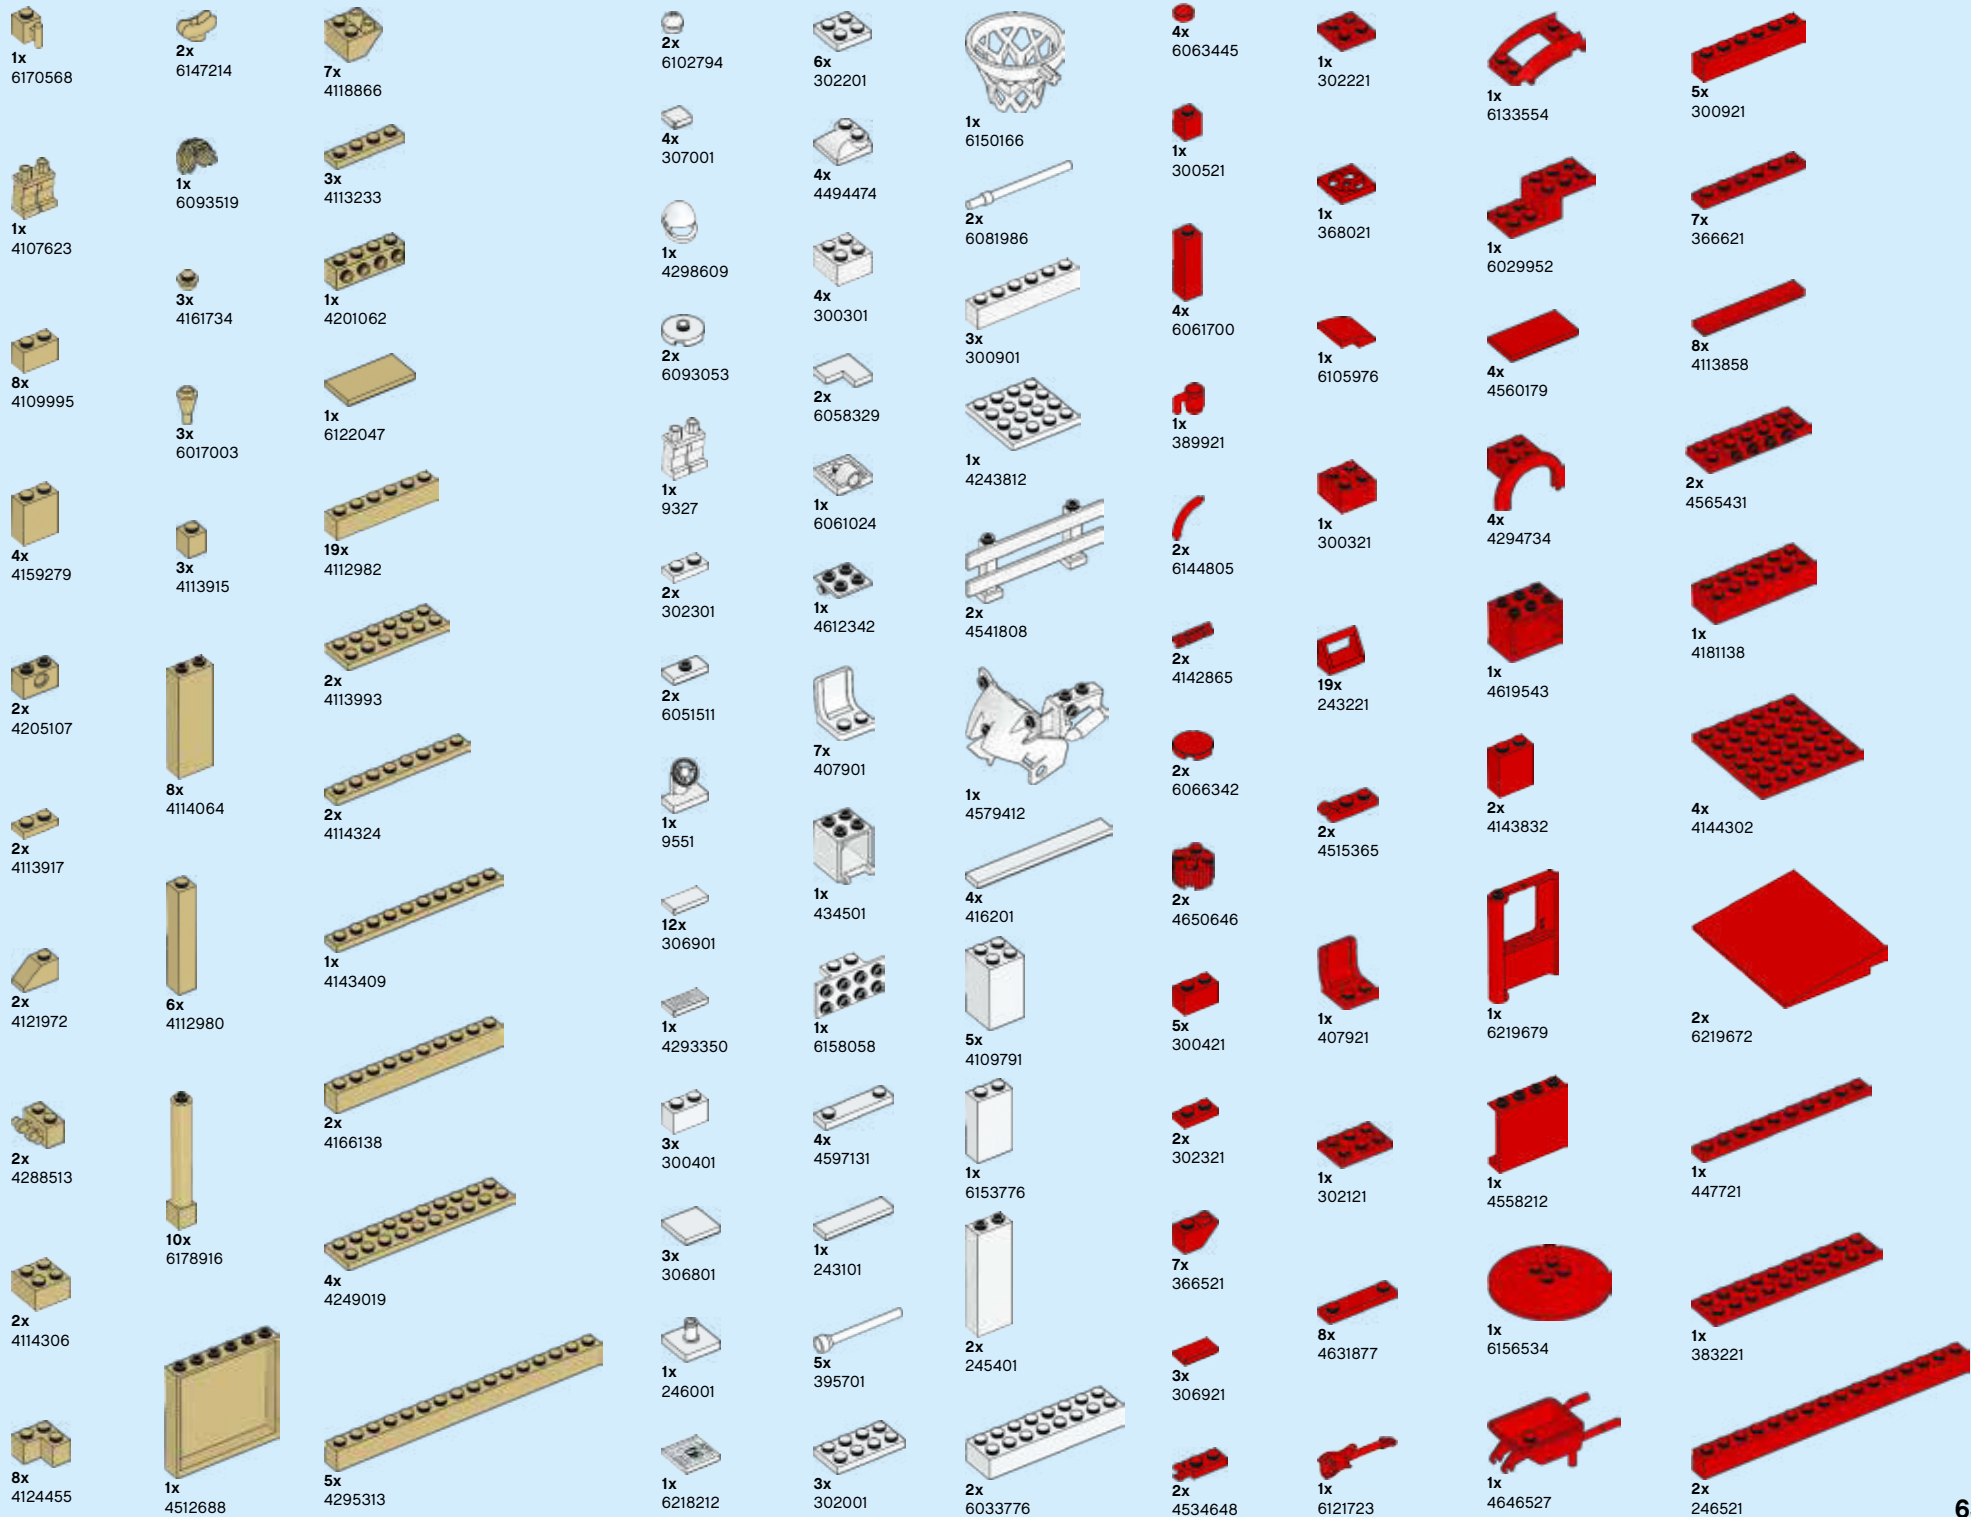 1x
6170568
1x
4107623
8x
4109995
4x
4159279
2x
4205107
2x
4113917
2x
4121972
2x
4288513
2x
4114306
8x
4124455
2x
6147214
1x
6093519
3x
4161734
3x
6017003
3x
4113915
8x
4114064
6x
4112980
10x
6178916
1x
4512688
7x
4118866
3x
4113233
1x
4201062
1x
6122047
19x
4112982
2x
4113993
2x
4114324
1x
4143409
2x
4166138
4x
4249019
5x
4295313
2x
6102794
4x
307001
1x
4298609
2x
6093053
1x
9327
2x
302301
2x
6051511
1x
9551
12x
306901
1x
4293350
3x
300401
3x
306801
1x
246001
1x
6218212
6x
302201
4x
4494474
4x
300301
2x
6058329
1x
6061024
1x
4612342
7x
407901
1x
434501
1x
6158058
4x
4597131
1x
243101
5x
395701
3x
302001
1x
6150166
2x
6081986
3x
300901
1x
4243812
2x
4541808
1x
4579412
4x
416201
5x
4109791
1x
6153776
2x
245401
2x
6033776
4x
6063445
1x
300521
4x
6061700
1x
389921
2x
6144805
2x
4142865
2x
6066342
2x
4650646
5x
300421
2x
302321
7x
366521
3x
306921
2x
4534648
1x
302221
1x
368021
1x
6105976
1x
300321
19x
243221
2x
4515365
1x
407921
1x
302121
8x
4631877
1x
6121723
1x
6133554
1x
6029952
4x
4560179
4x
4294734
1x
4619543
2x
4143832
1x
6219679
1x
4558212
1x
6156534
1x
4646527
5x
300921
7x
366621
8x
4113858
2x
4565431
1x
4181138
4x
4144302
2x
6219672
1x
447721
1x
383221
2x
246521